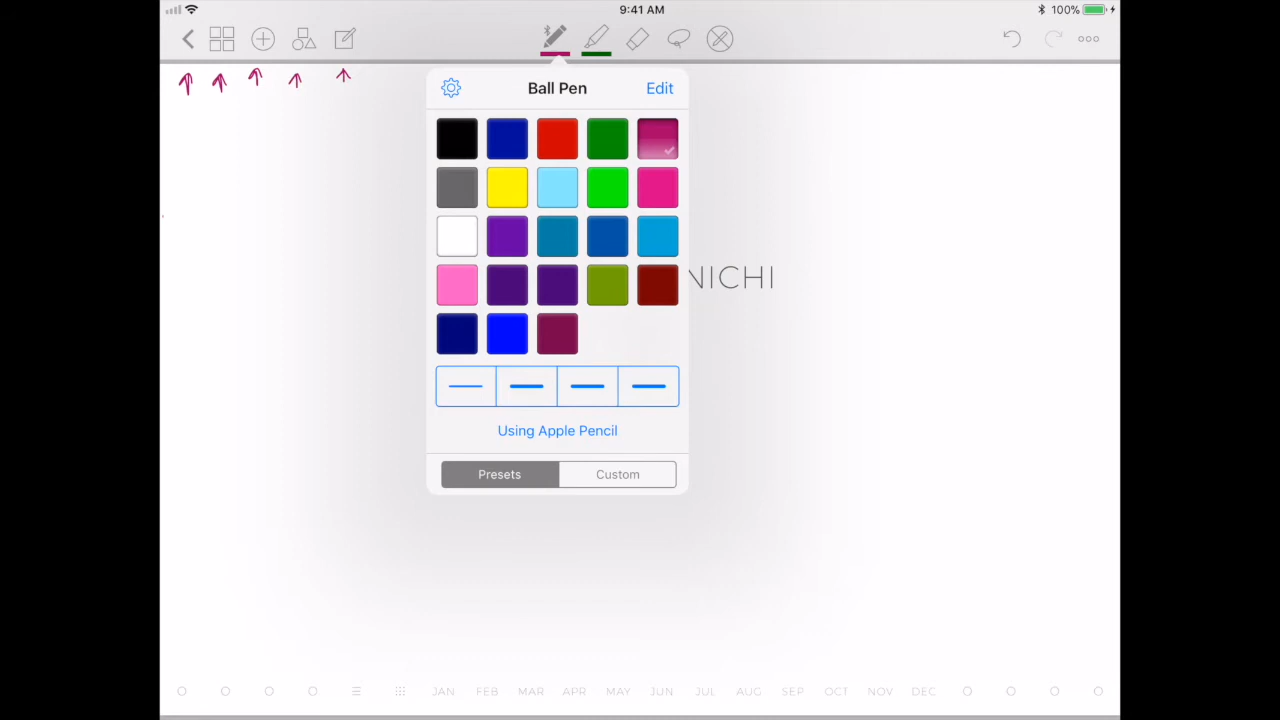 9:41 AM
100%
Ball Pen
Edit
NICHI
Using Apple Pencil
Presets
Custom
JAN FEB MAR APR MAY JUN JUL AUG SEP OCT NOV DEC